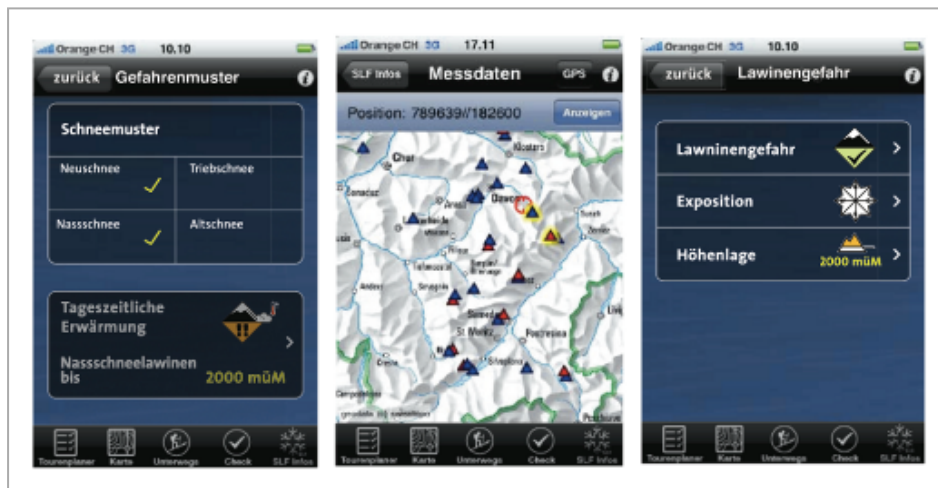 Orange CH 3G 10.10
zurück Gefahrenmuster
Schneemuster
Neuschnee Triebschnee
Nassschnee Altschnee
Tageszeitliche
Erwärmung
Nassschneelawinen
bis 2000 müM
Tourenplaner Karte Unterwegs Check SLF Infos
Orange CH 3G 17.11
SLF Infos Messdaten GPS
Position: 789639//182600 Anzeigen
Klosters
Chur
Davos
St. Moritz
Pontresina
Tourenplaner Karte Unterwegs Check SLF Infos
Orange CH 3G 10.10
zurück Lawinengefahr
Lawninengefahr
Exposition
Höhenlage 2000 müM
Tourenplaner Karte Unterwegs Check SLF Infos